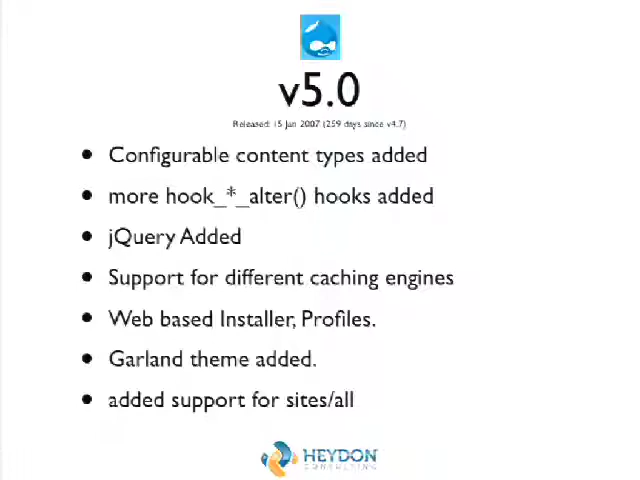 v5.0
Released: 15 Jan 2007 (259 days since v4.7)
• Configurable content types added
• more hook_*_alter() hooks added
• jQuery Added
• Support for different caching engines
• Web based Installer, Profiles.
• Garland theme added.
• added support for sites/all
HEYDON
CONSULTING